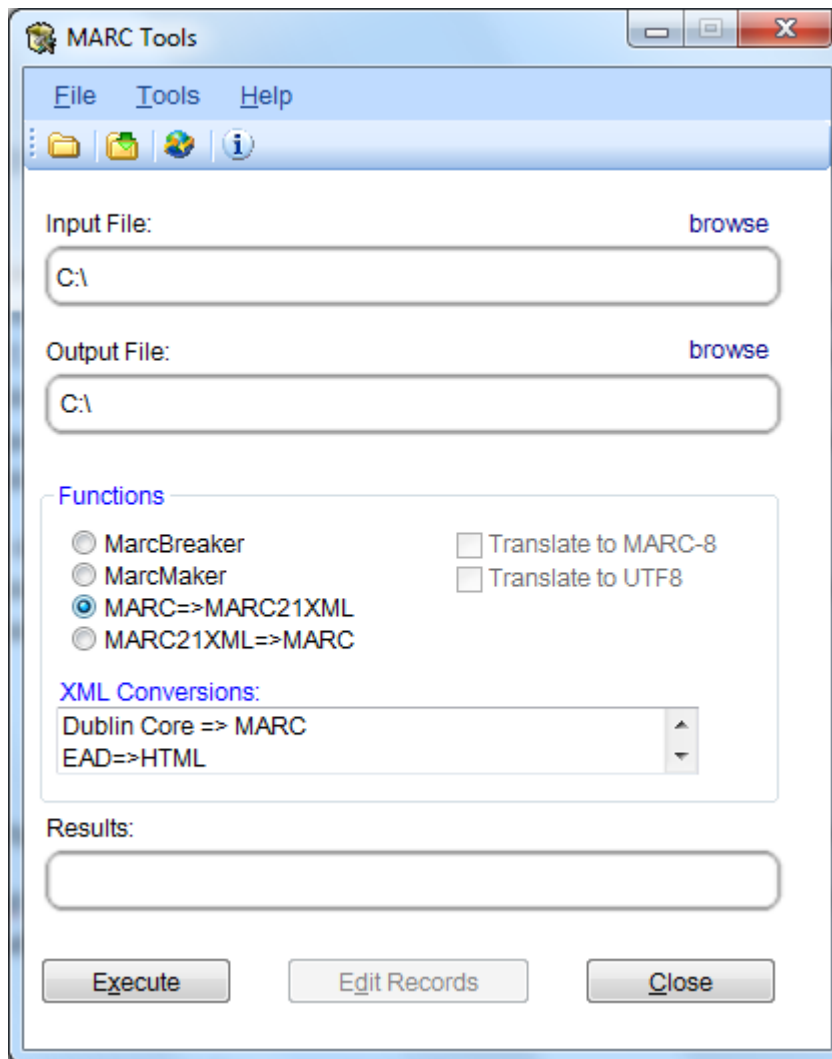 MARC Tools
File Tools Help
Input File: browse
C:\
Output File: browse
C:\
Functions
MarcBreaker Translate to MARC-8
MarcMaker Translate to UTF8
MARC=>MARC21XML
MARC21XML=>MARC
XML Conversions:
Dublin Core => MARC
EAD=>HTML
Results:
Execute Edit Records Close